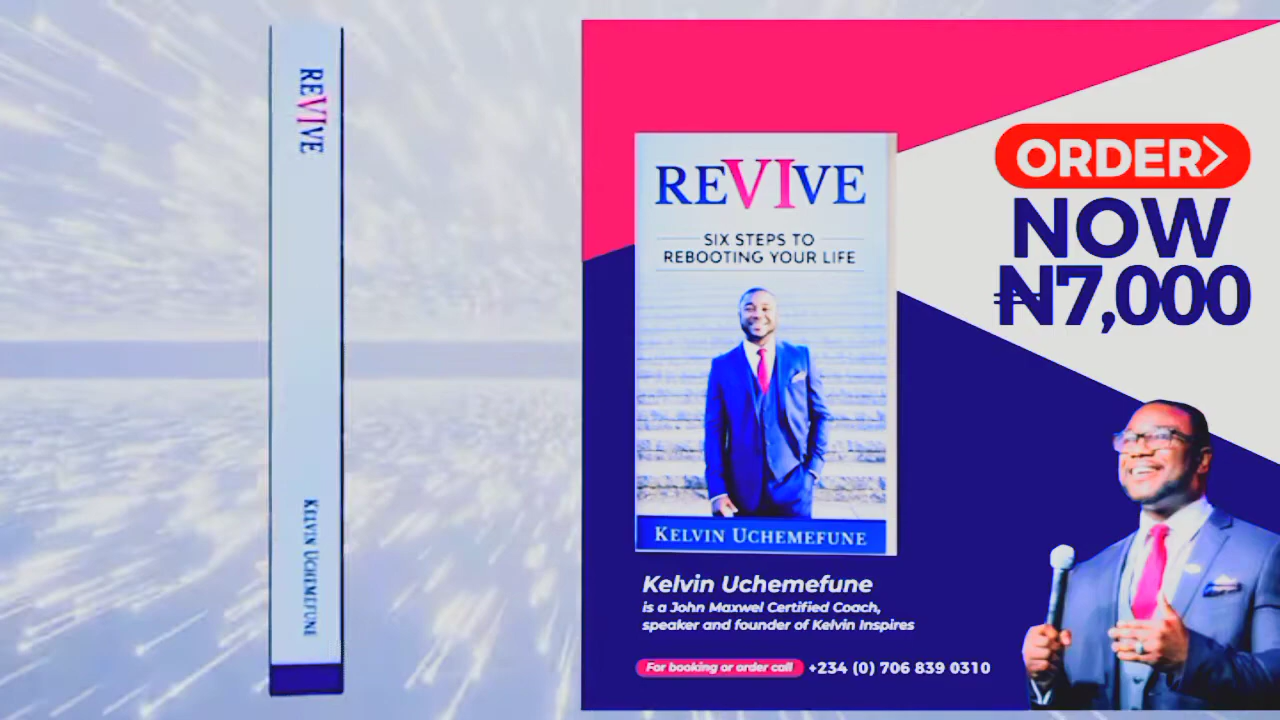 REVIVE
KELVIN UCHEMEFUNE
REVIVE
SIX STEPS TO
REBOOTING YOUR LIFE
KELVIN UCHEMEFUNE
ORDER>
NOW
₦7,000
Kelvin Uchemefune
is a John Maxwel Certified Coach,
speaker and founder of Kelvin Inspires
For booking or order call +234 (0) 706 839 0310